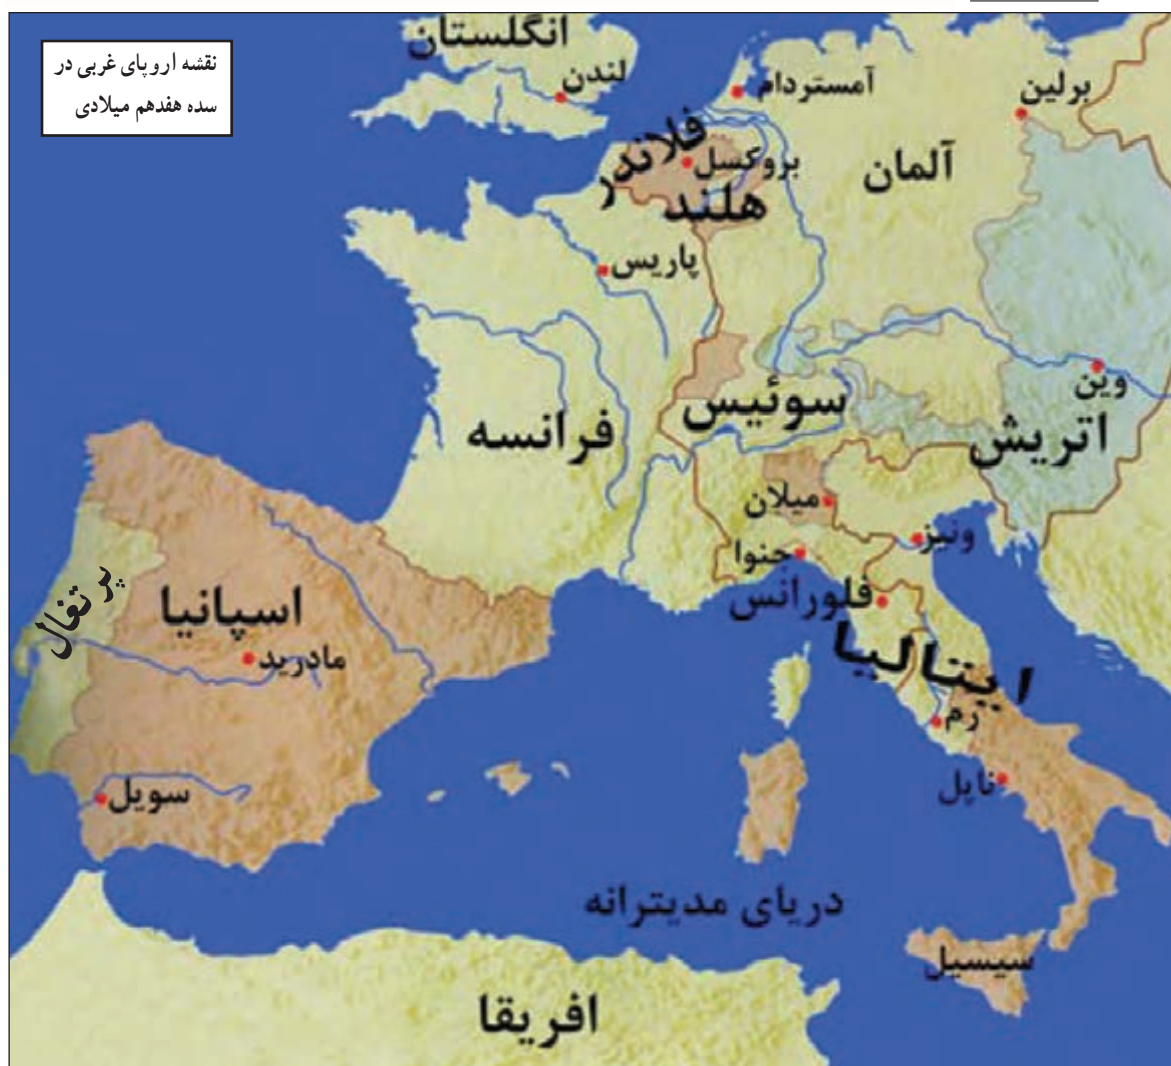 نقشه اروپای غربی در
سده هفدهم میلادی
انگلستان
لندن
آمستردام
برلین
فلاندر
بروکسل
هلند
آلمان
پاریس
وین
سوئیس
فرانسه
اتریش
میلان
ونیز
جنوا
فلورانس
پرتغال
اسپانیا
مادرید
ایتالیا
رم
ناپل
سویل
دریای مدیترانه
سیسیل
افریقا